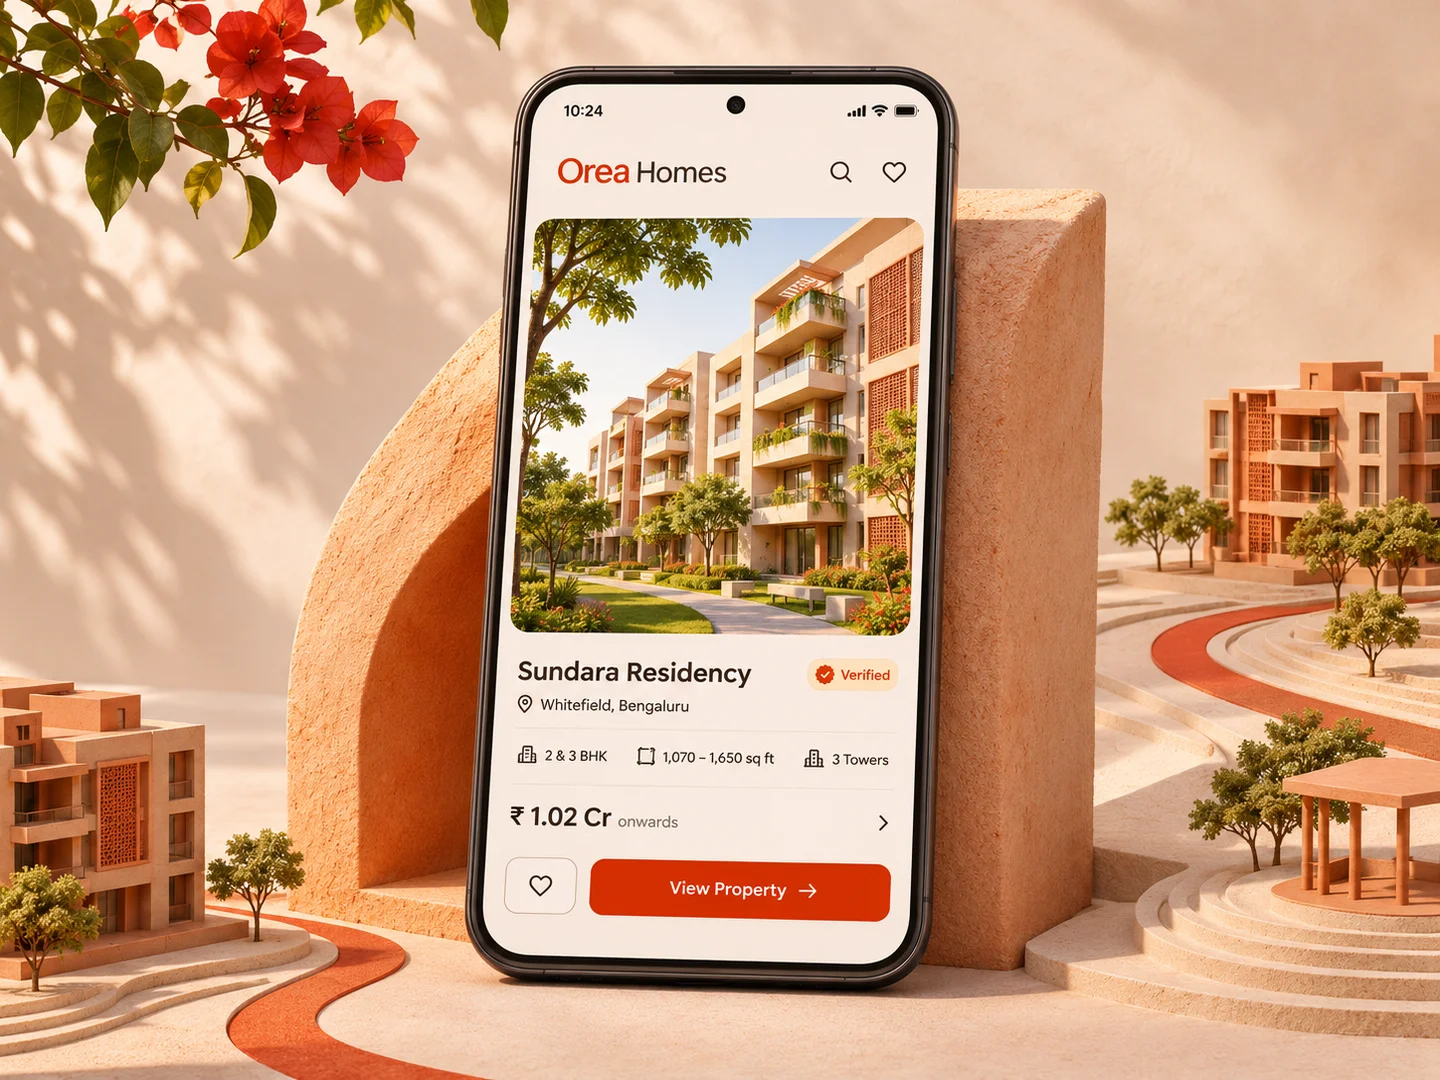 10:24
Orea Homes
Sundara Residency
Verified
Whitefield, Bengaluru
2 & 3 BHK
1,070 – 1,650 sq ft
3 Towers
₹ 1.02 Cr onwards
View Property →